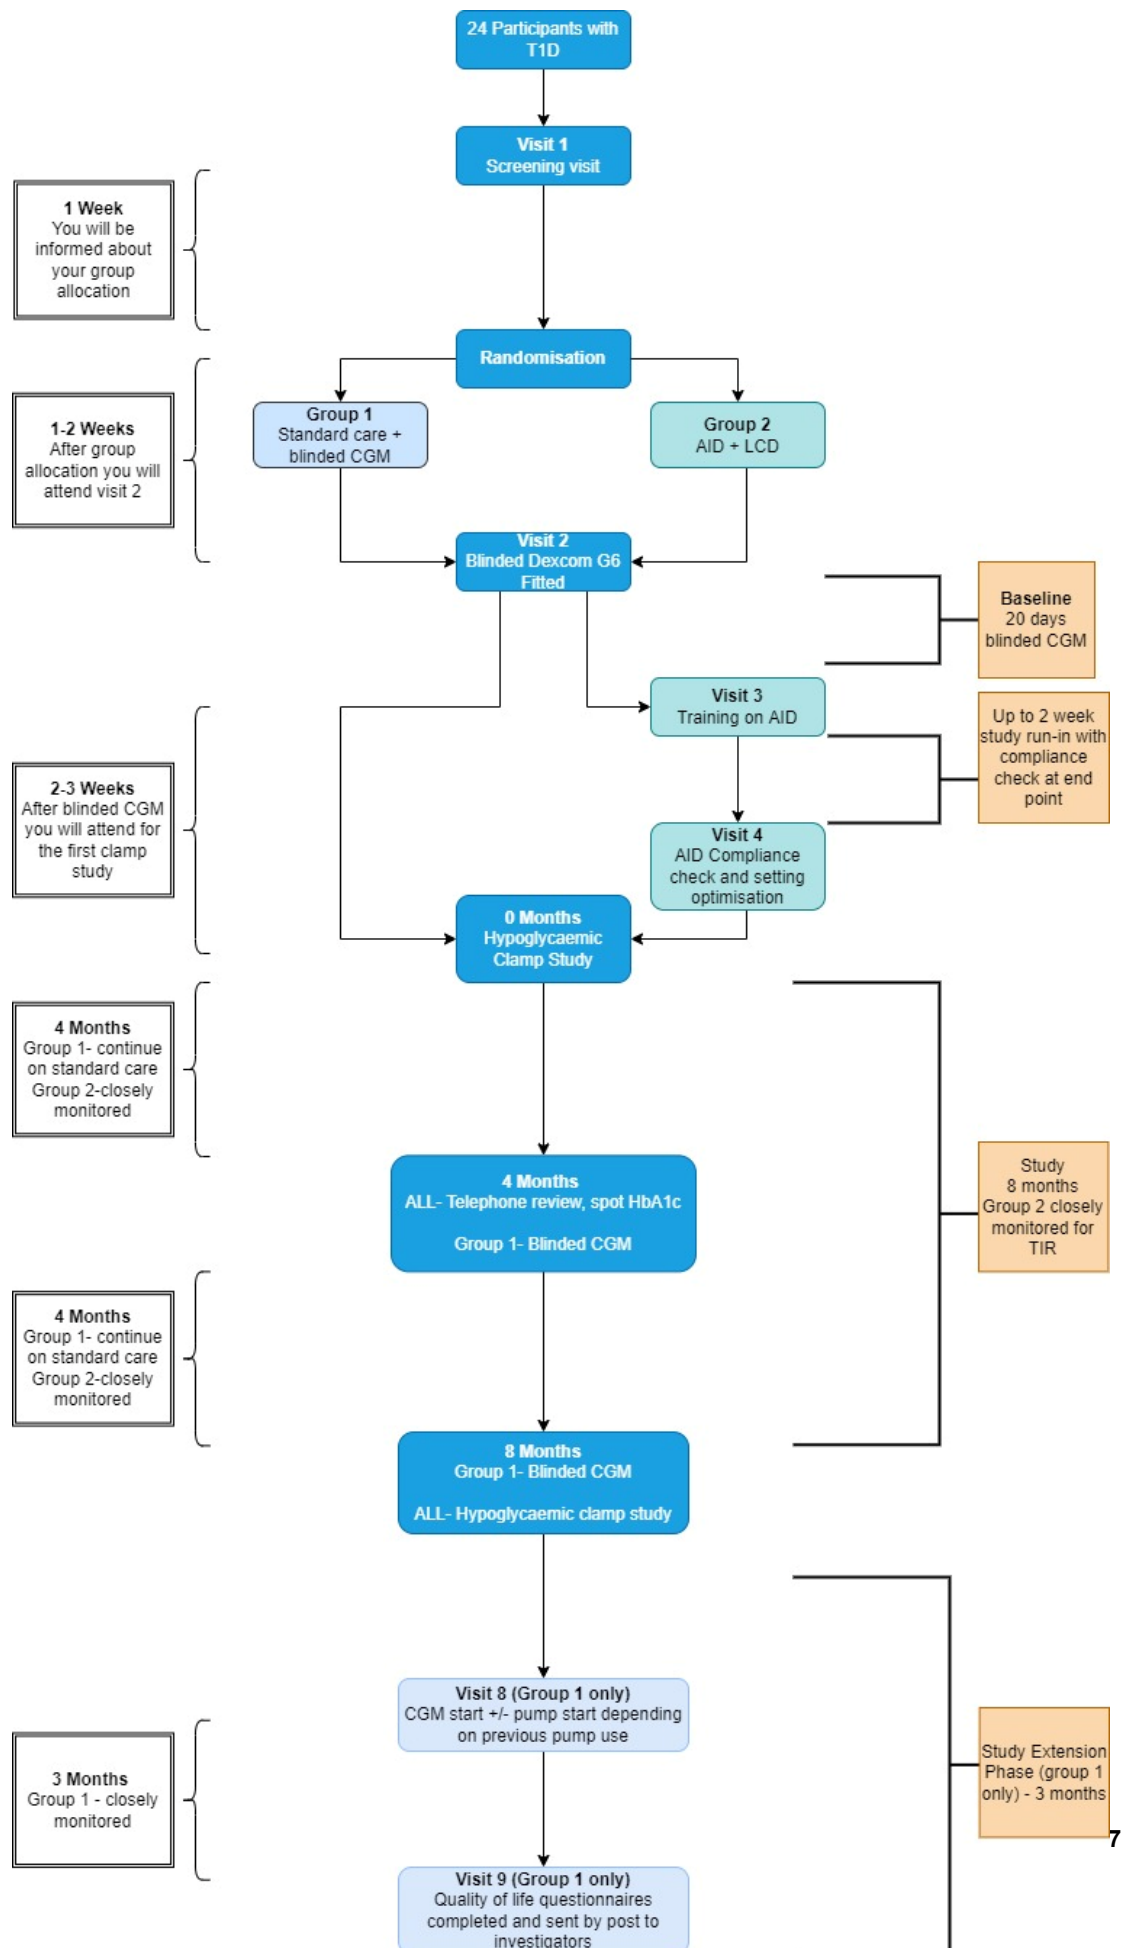 24 Participants with
T1D
Visit 1
Screening visit
1 Week
You will be
informed about
your group
allocation
Randomisation
1-2 Weeks
After group
allocation you will
attend visit 2
Group 1
Standard care +
blinded CGM
Group 2
AID + LCD
Visit 2
Blinded Dexcom G6
Fitted
Baseline
20 days
blinded CGM
Visit 3
Training on AID
Up to 2 week
study run-in with
compliance
check at end
point
2-3 Weeks
After blinded CGM
you will attend for
the first clamp
study
Visit 4
AID Compliance
check and setting
optimisation
0 Months
Hypoglycaemic
Clamp Study
4 Months
Group 1- continue
on standard care
Group 2-closely
monitored
4 Months
ALL- Telephone review, spot HbA1c
Group 1- Blinded CGM
Study
8 months
Group 2 closely
monitored for
TIR
4 Months
Group 1- continue
on standard care
Group 2-closely
monitored
8 Months
Group 1- Blinded CGM
ALL- Hypoglycaemic clamp study
Visit 8 (Group 1 only)
CGM start +/- pump start depending
on previous pump use
3 Months
Group 1 - closely
monitored
Study Extension
Phase (group 1
only) - 3 months
7
Visit 9 (Group 1 only)
Quality of life questionnaires
completed and sent by post to
investigators